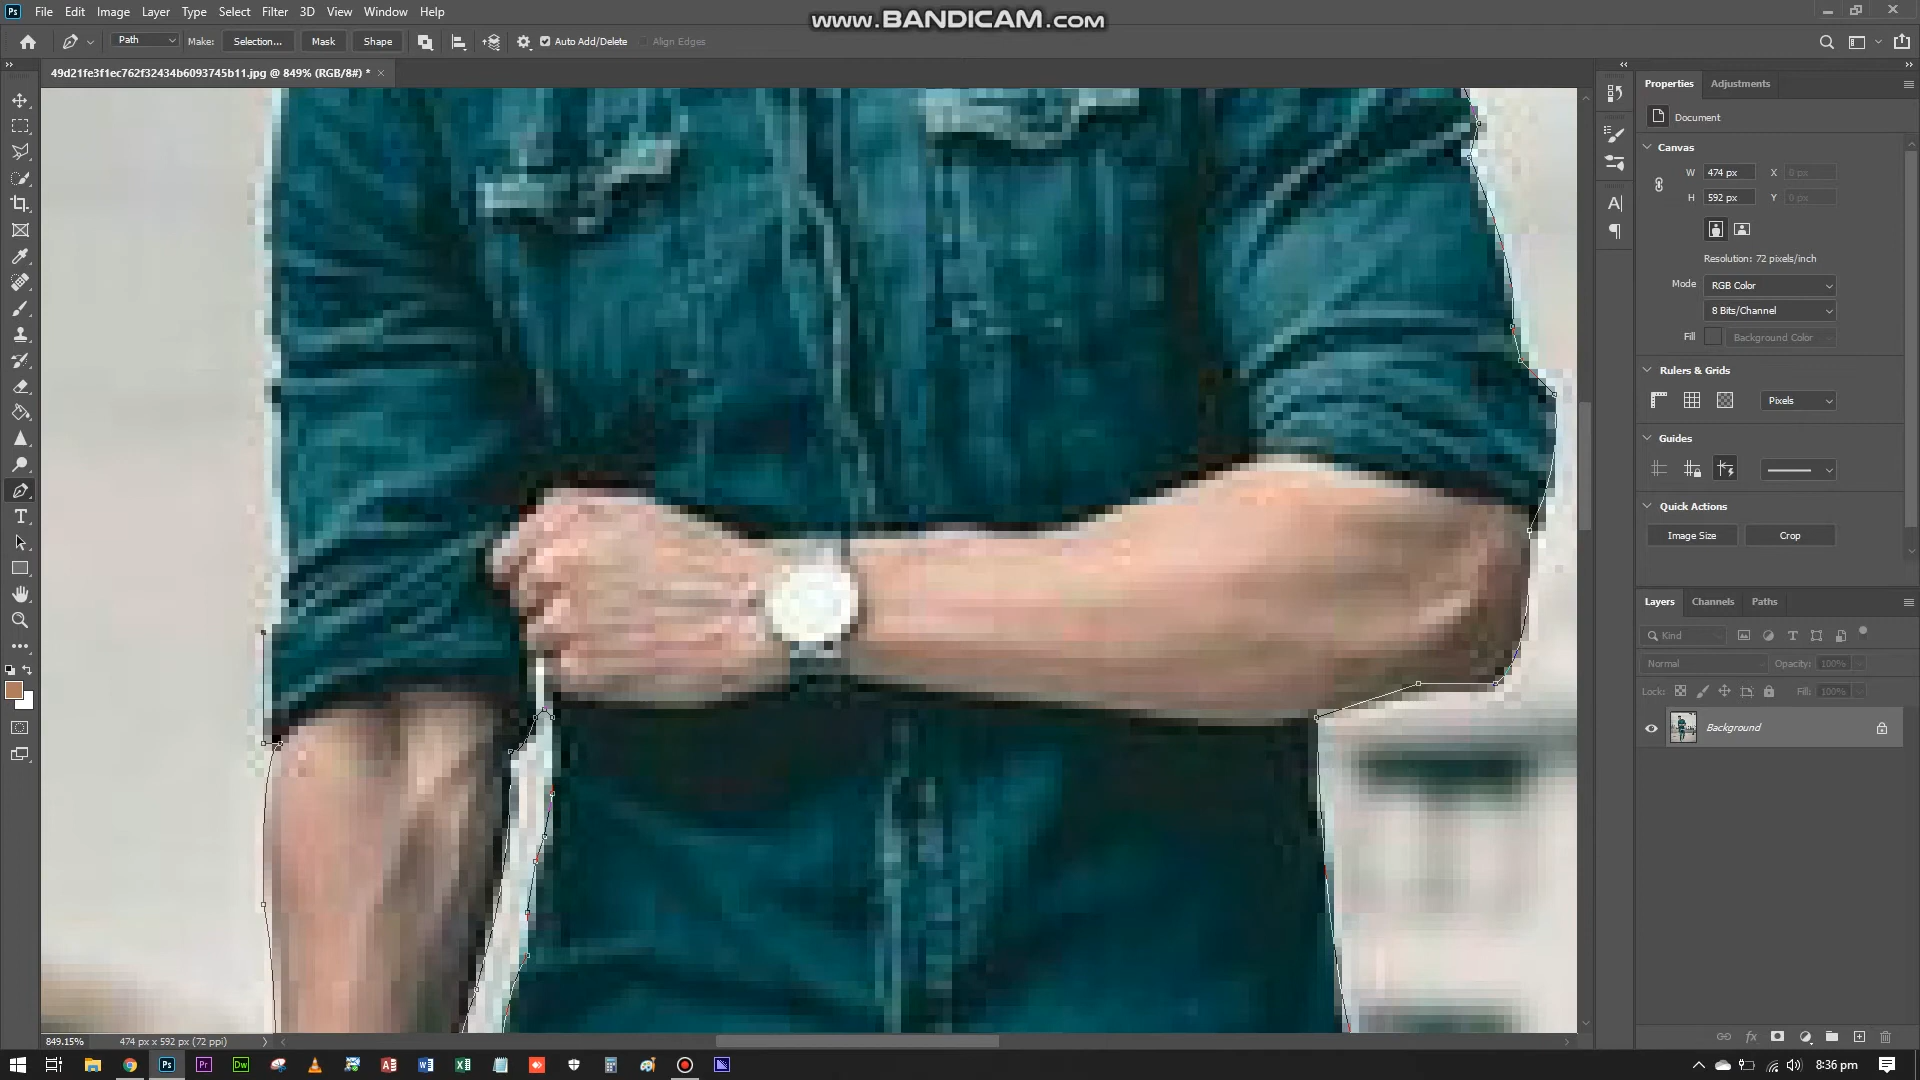 www.BANDICAM.com
File Edit Image Layer Type Select Filter 3D View Window Help
Path Make: Selection... Mask Shape Auto Add/Delete Align Edges
49d21fe3f1ec762f32434b6093745b11.jpg @ 849% (RGB/8#) *
Properties Adjustments
Document
Canvas
W 474 px X 0 px
H 592 px Y 0 px
Resolution: 72 pixels/inch
Mode RGB Color
8 Bits/Channel
Fill Background Color
Rulers & Grids
Pixels
Guides
Quick Actions
Image Size Crop
Layers Channels Paths
Kind
Normal Opacity: 100%
Lock: Fill: 100%
Background
849.15% 474 px x 592 px (72 ppi)
8:36 pm